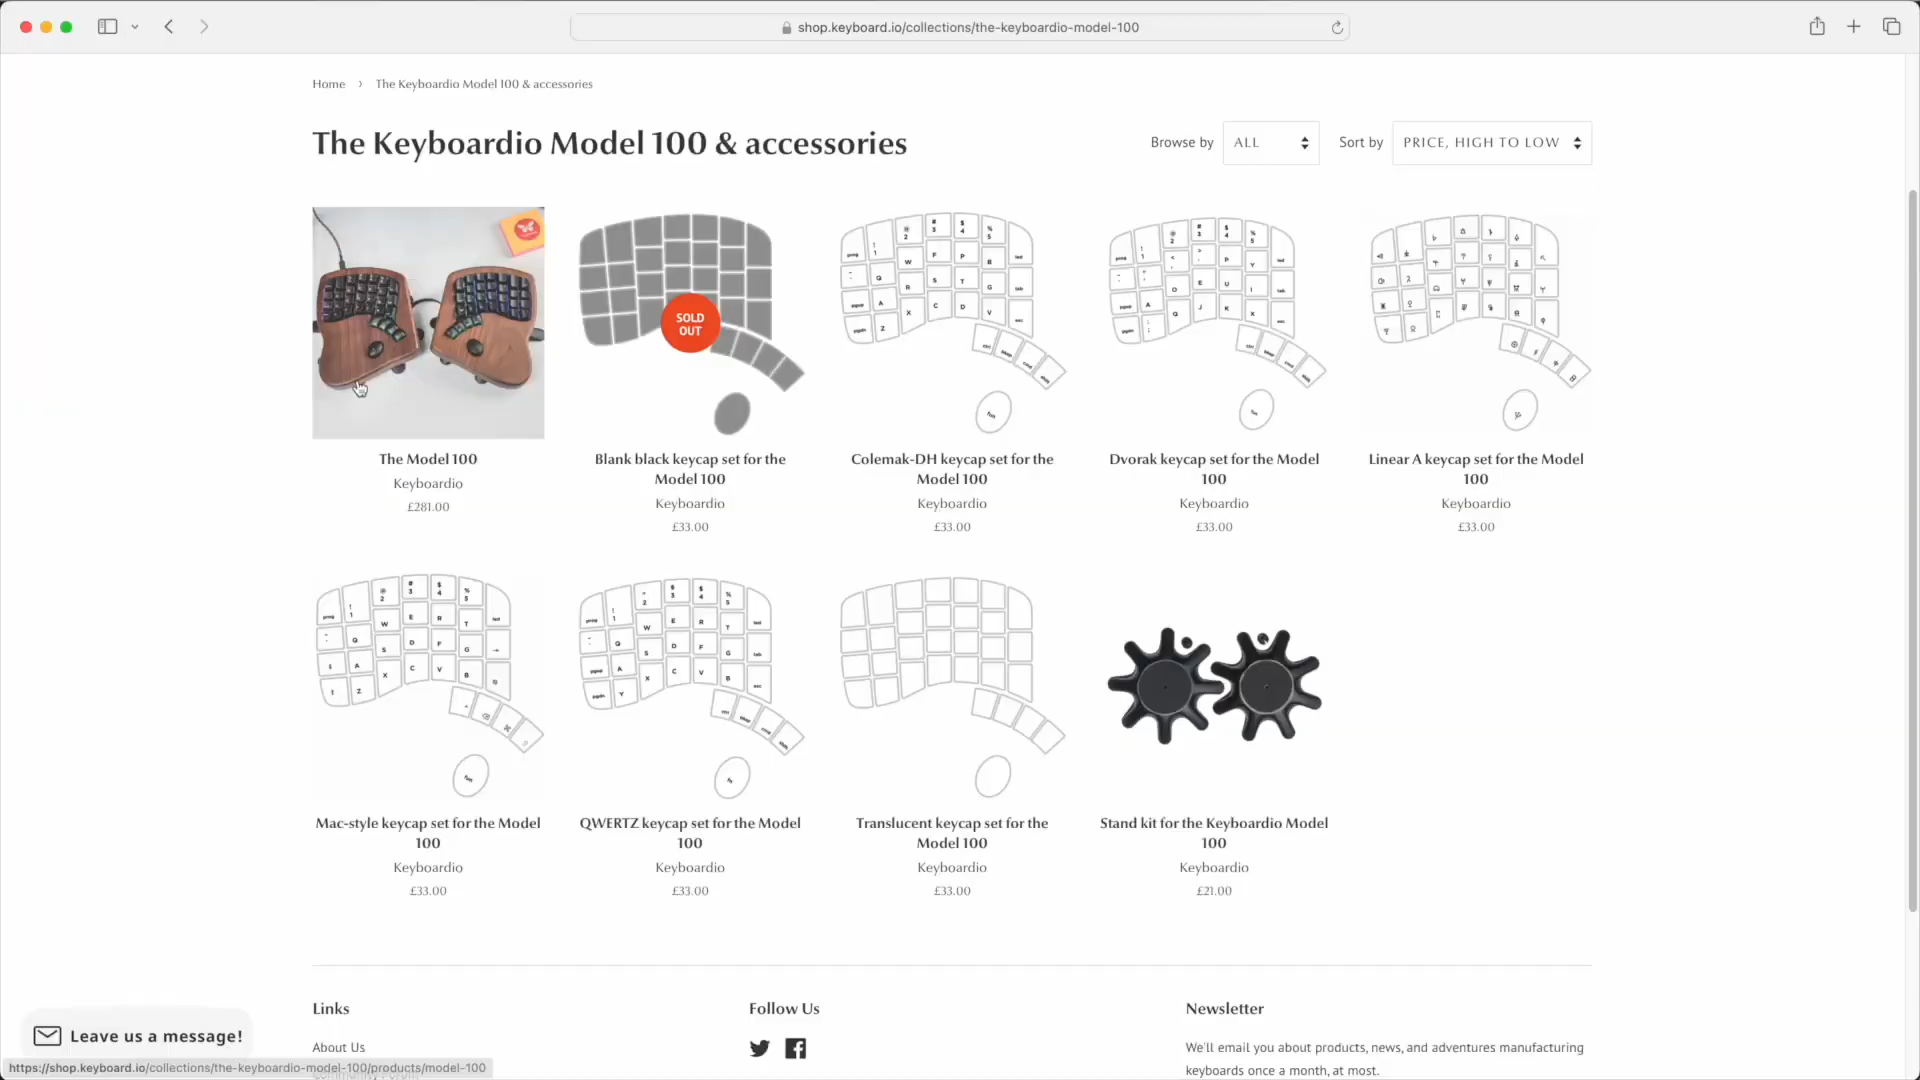 shop.keyboard.io/collections/the-keyboardio-model-100
Home › The Keyboardio Model 100 & accessories
The Keyboardio Model 100 & accessories
Browse by
ALL
Sort by
PRICE, HIGH TO LOW
SOLD
OUT
The Model 100
Keyboardio
£281.00
Blank black keycap set for the
Model 100
Keyboardio
£33.00
Colemak-DH keycap set for the
Model 100
Keyboardio
£33.00
Dvorak keycap set for the Model
100
Keyboardio
£33.00
Linear A keycap set for the Model
100
Keyboardio
£33.00
Mac-style keycap set for the Model
100
Keyboardio
£33.00
QWERTZ keycap set for the Model
100
Keyboardio
£33.00
Translucent keycap set for the
Model 100
Keyboardio
£33.00
Stand kit for the Keyboardio Model
100
Keyboardio
£21.00
Links
About Us
Follow Us
Newsletter
We'll email you about products, news, and adventures manufacturing
keyboards once a month, at most.
Leave us a message!
https://shop.keyboard.io/collections/the-keyboardio-model-100/products/model-100